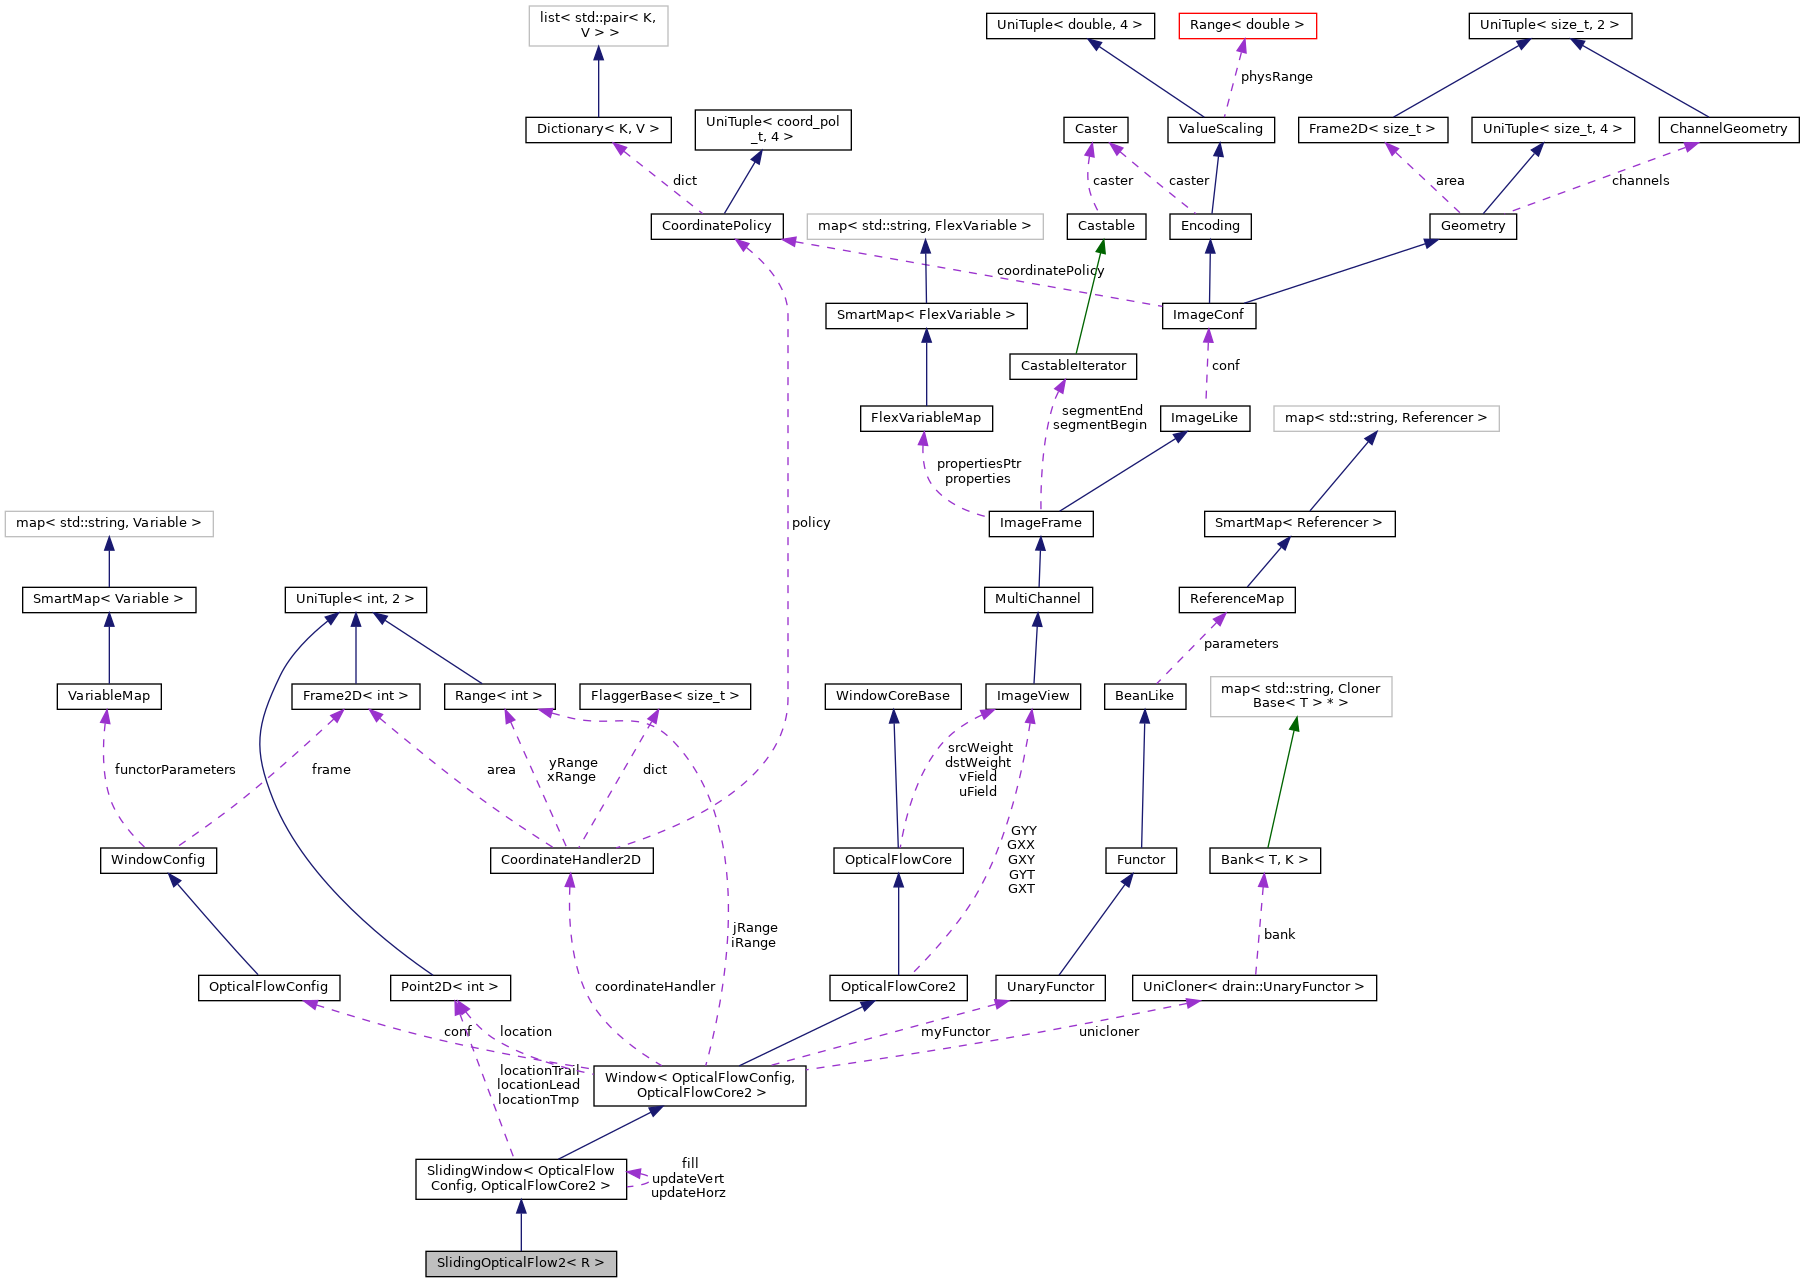 list< std::pair< K,
V > >
UniTuple< double, 4 >
Range< double >
UniTuple< size_t, 2 >
physRange
Dictionary< K, V >
UniTuple< coord_pol
_t, 4 >
Caster
ValueScaling
Frame2D< size_t >
UniTuple< size_t, 4 >
ChannelGeometry
dict
caster
caster
area
channels
CoordinatePolicy
map< std::string, FlexVariable >
Castable
Encoding
Geometry
coordinatePolicy
SmartMap< FlexVariable >
ImageConf
CastableIterator
conf
FlexVariableMap
segmentEnd
segmentBegin
ImageLike
map< std::string, Referencer >
propertiesPtr
properties
map< std::string, Variable >
policy
ImageFrame
SmartMap< Referencer >
SmartMap< Variable >
UniTuple< int, 2 >
MultiChannel
ReferenceMap
parameters
VariableMap
Frame2D< int >
Range< int >
FlaggerBase< size_t >
WindowCoreBase
ImageView
BeanLike
map< std::string, Cloner
Base< T > * >
functorParameters
frame
area
yRange
xRange
dict
srcWeight
dstWeight
vField
uField
GYY
GXX
GXY
GYT
GXT
WindowConfig
CoordinateHandler2D
OpticalFlowCore
Functor
Bank< T, K >
jRange
iRange
bank
OpticalFlowConfig
Point2D< int >
coordinateHandler
OpticalFlowCore2
UnaryFunctor
UniCloner< drain::UnaryFunctor >
conf
location
myFunctor
unicloner
locationTrail
locationLead
locationTmp
Window< OpticalFlowConfig,
OpticalFlowCore2 >
SlidingWindow< OpticalFlow
Config, OpticalFlowCore2 >
fill
updateVert
updateHorz
SlidingOpticalFlow2< R >